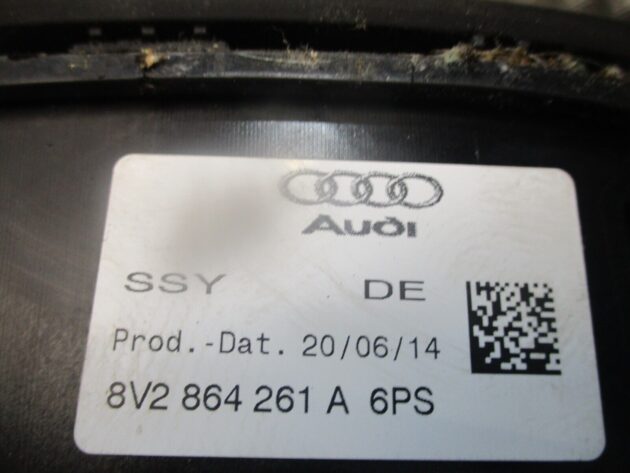 Audi
SSY DE
Prod.-Dat. 20/06/14
8V2 864 261 A 6PS